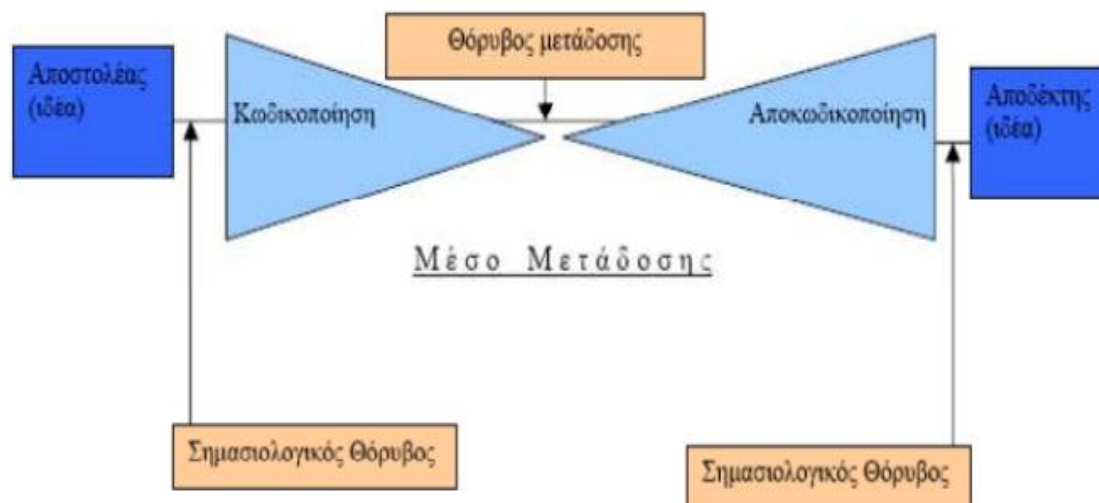 Θόρυβος μετάδοσης
Αποστολέας
(ιδέα)
Κωδικοποίηση
Αποκωδικοποίηση
Αποδέκτης
(ιδέα)
Μέσο Μετάδοσης
Σημασιολογικός Θόρυβος
Σημασιολογικός Θόρυβος